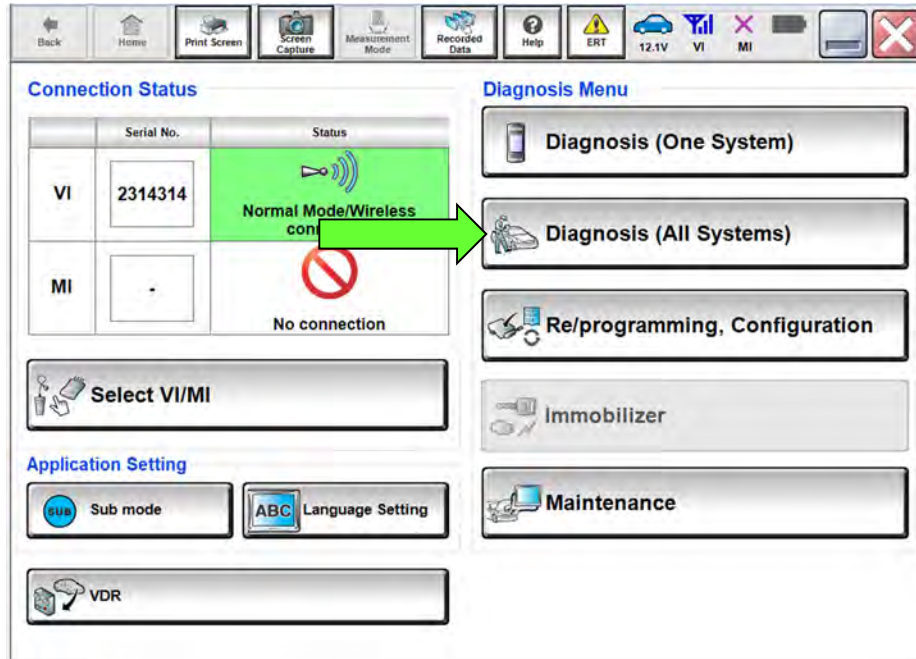 Back
Home
Print Screen
Screen
Capture
Measurement
Mode
Recorded
Data
Help
ERT
12.1V
VI
MI
Connection Status
Serial No.
Status
VI
2314314
Normal Mode/Wireless
MI
-
No connection
Select VI/MI
Application Setting
SUB
Sub mode
ABC
Language Setting
VDR
Diagnosis Menu
Diagnosis (One System)
Diagnosis (All Systems)
Re/programming, Configuration
Immobilizer
Maintenance